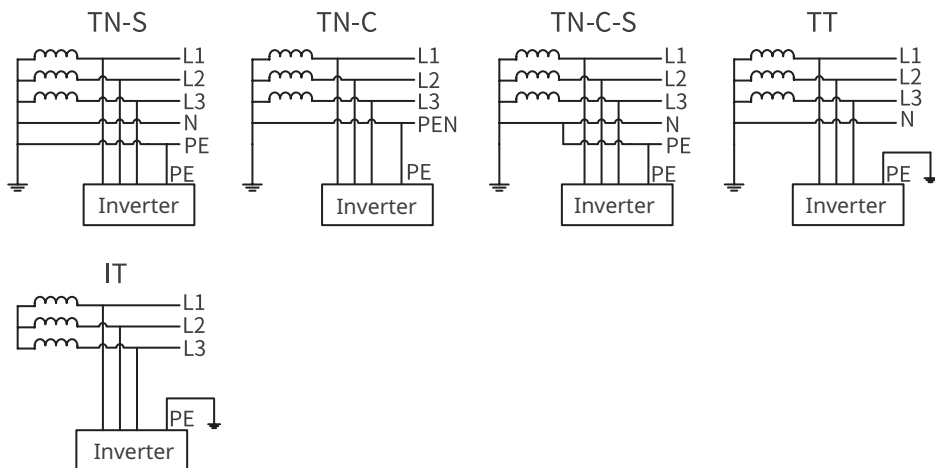 TN-S
L1
L2
L3
N
PE
PE
Inverter
TN-C
L1
L2
L3
PEN
PE
Inverter
TN-C-S
L1
L2
L3
N
PE
PE
Inverter
TT
L1
L2
L3
N
PE
Inverter
IT
L1
L2
L3
PE
Inverter